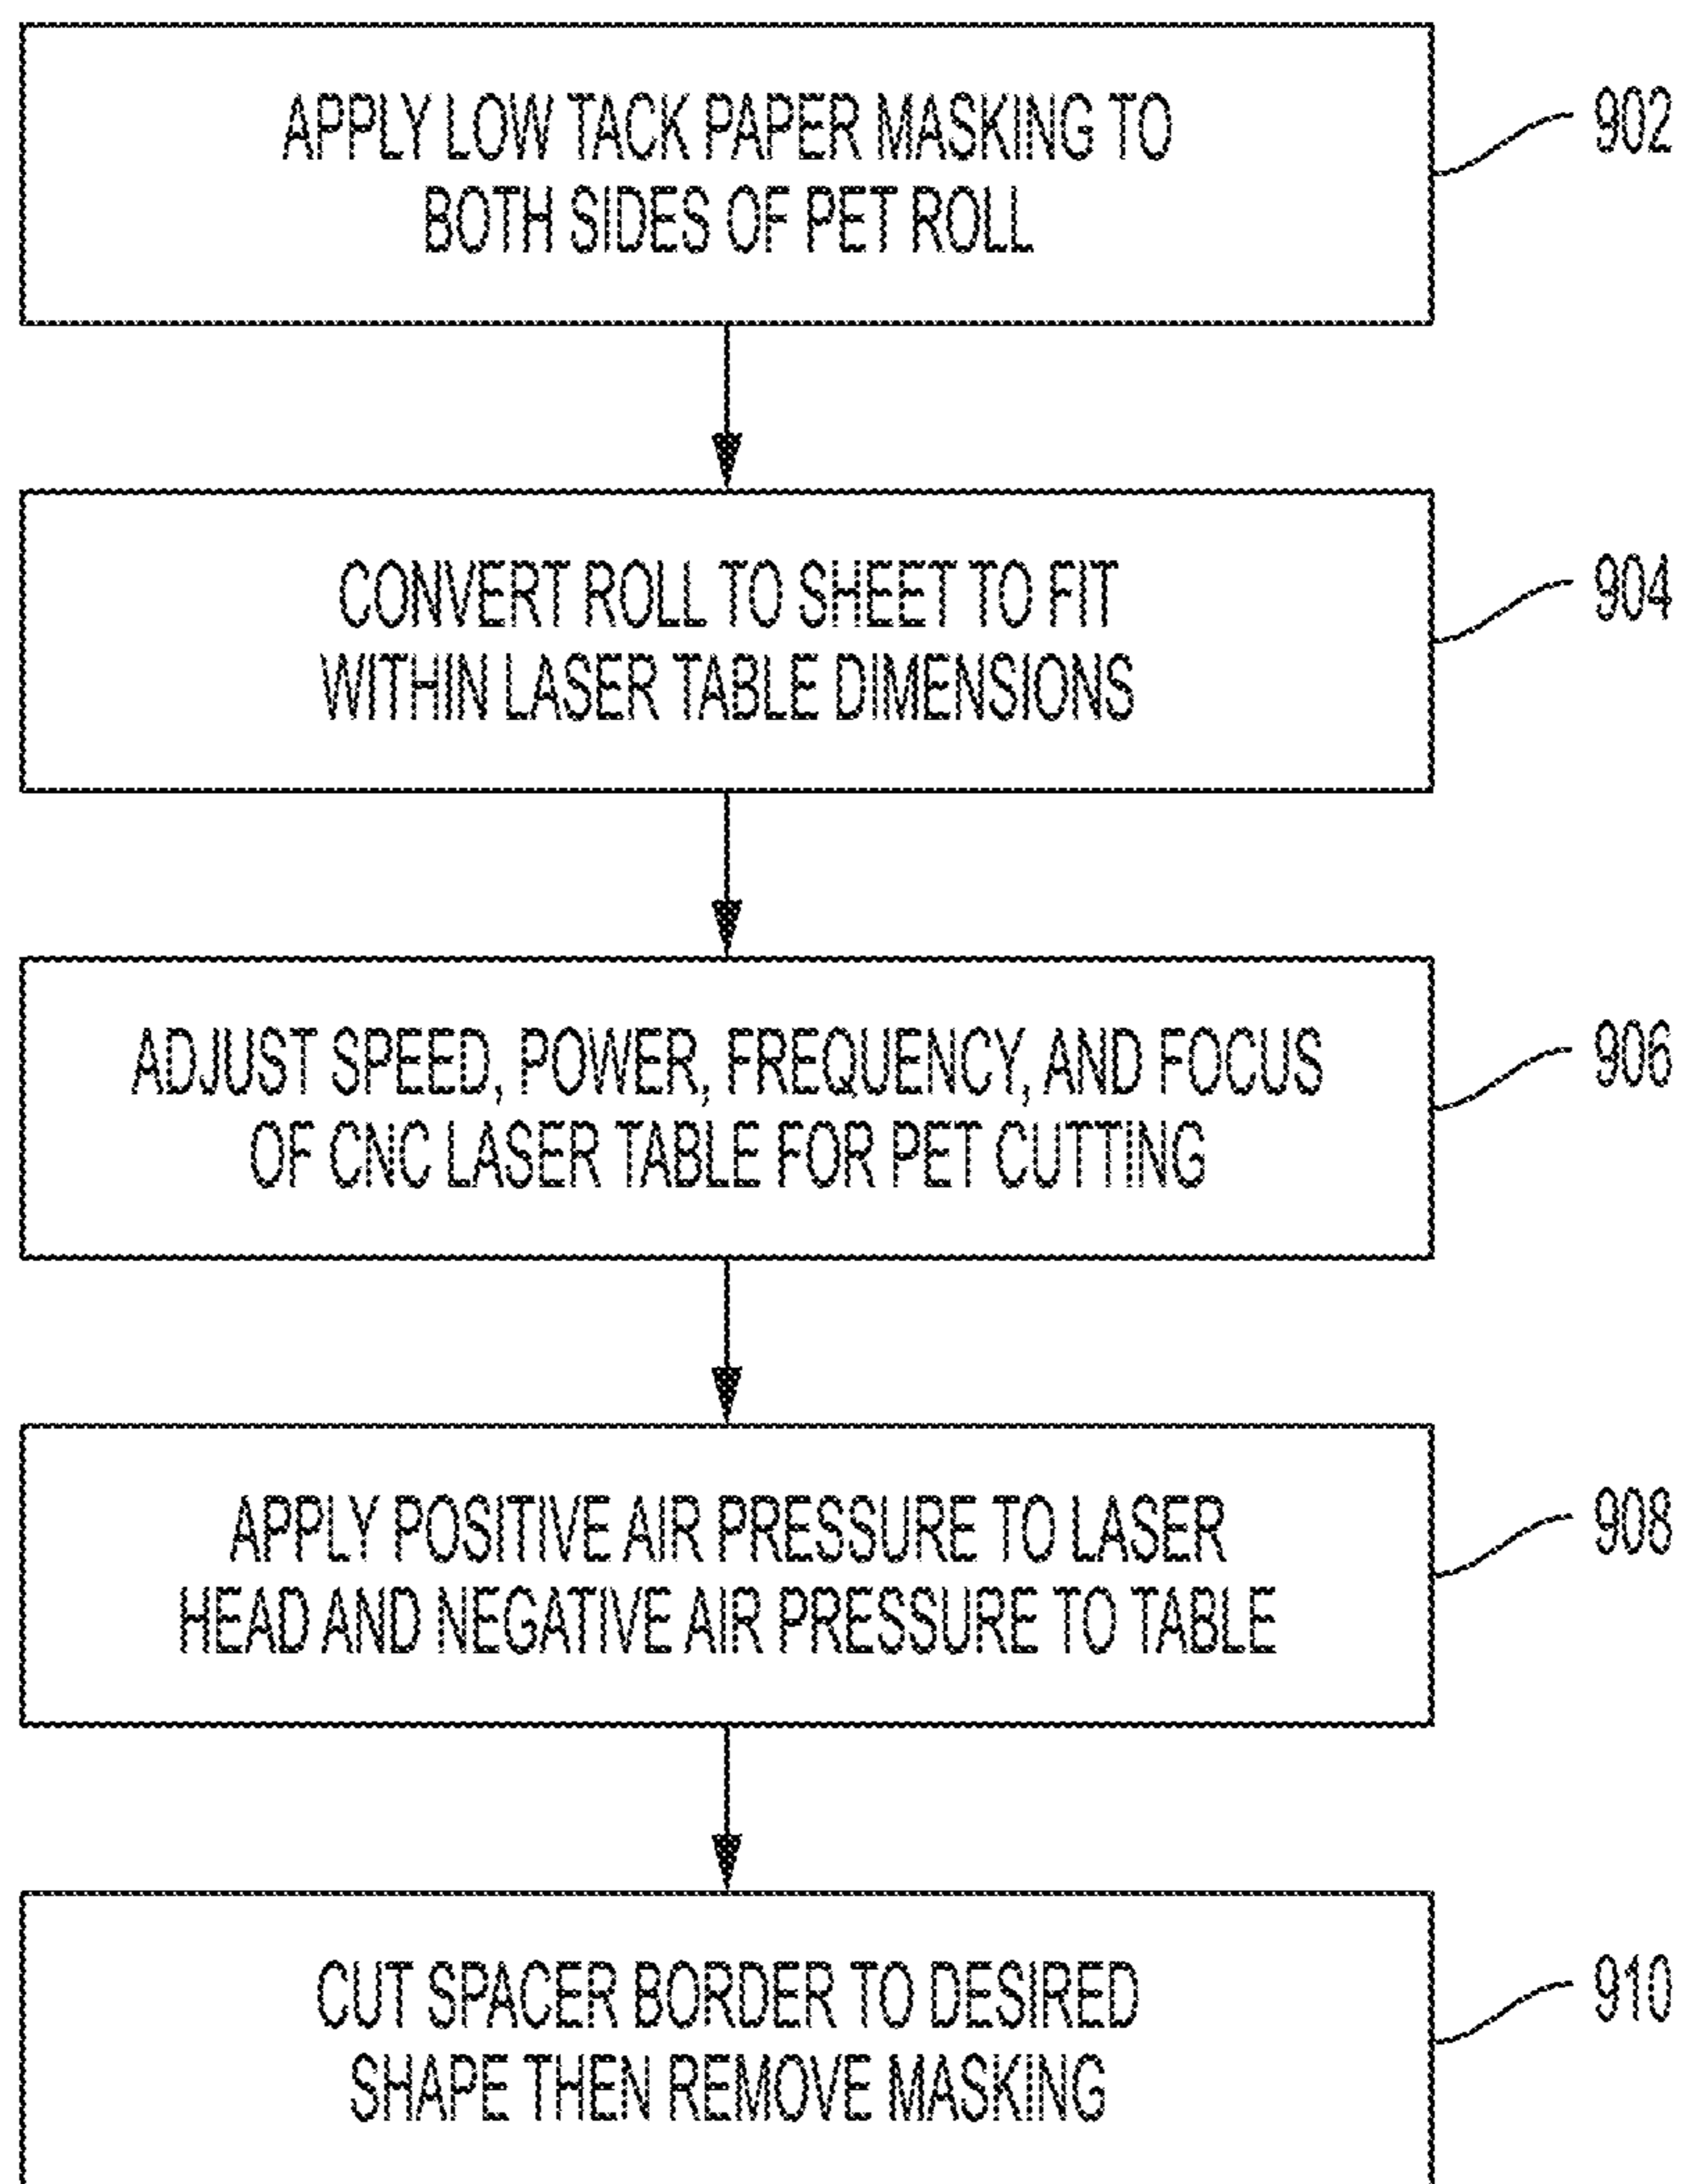 APPLY LOW TACK PAPER MASKING TO
BOTH SIDES OF PET ROLL
902
CONVERT ROLL TO SHEET TO FIT
WITHIN LASER TABLE DIMENSIONS
904
ADJUST SPEED, POWER, FREQUENCY, AND FOCUS
OF CNC LASER TABLE FOR PET CUTTING
906
APPLY POSITIVE AIR PRESSURE TO LASER
HEAD AND NEGATIVE AIR PRESSURE TO TABLE
908
CUT SPACER BORDER TO DESIRED
SHAPE THEN REMOVE MASKING
910